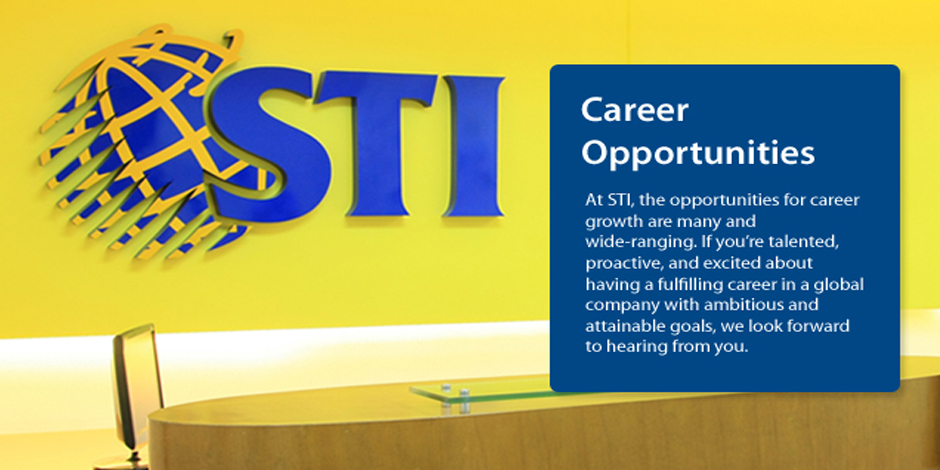 STI
Career
Opportunities
At STI, the opportunities for career
growth are many and
wide-ranging. If you're talented,
proactive, and excited about
having a fulfilling career in a global
company with ambitious and
attainable goals, we look forward
to hearing from you.